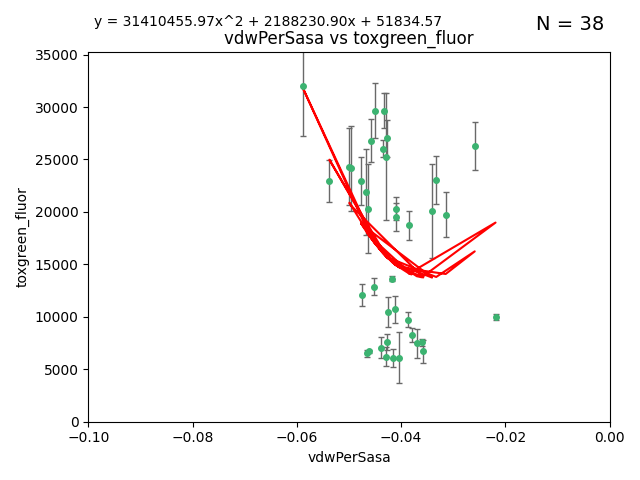 y = 31410455.97x^2 + 2188230.90x + 51834.57
N = 38
vdwPerSasa vs toxgreen_fluor
35000
30000
25000
20000
15000
10000
5000
0
toxgreen_fluor
−0.10
−0.08
−0.06
−0.04
−0.02
0.00
vdwPerSasa